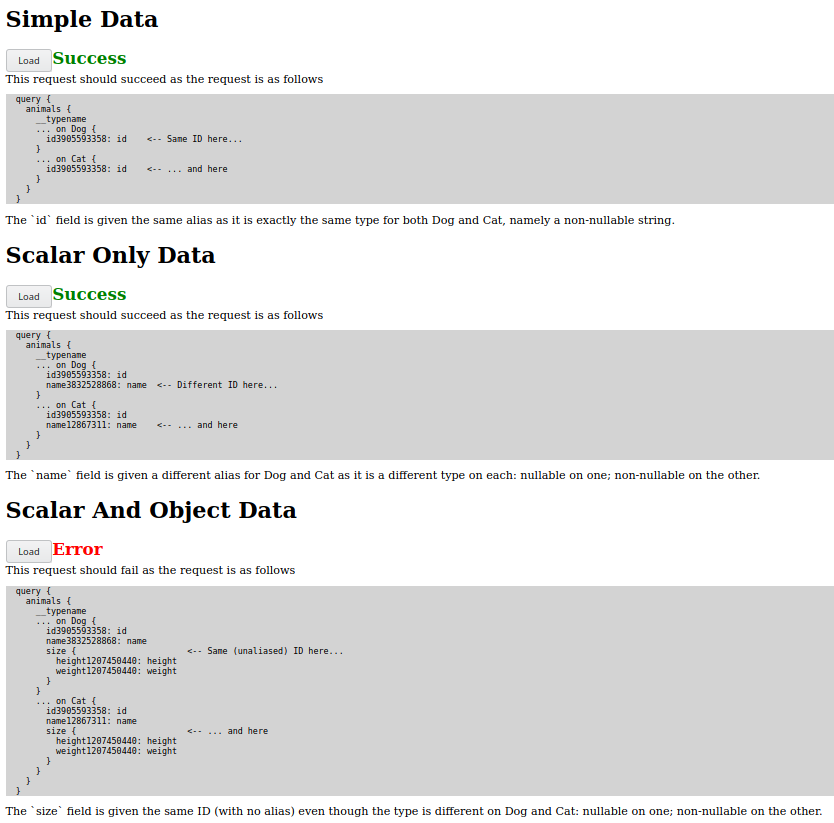 Simple Data
Load Success
This request should succeed as the request is as follows
query {
  animals {
    __typename
    ... on Dog {
      id3905593358: id    <-- Same ID here...
    }
    ... on Cat {
      id3905593358: id    <-- ... and here
    }
  }
}
The `id` field is given the same alias as it is exactly the same type for both Dog and Cat, namely a non-nullable string.
Scalar Only Data
Load Success
This request should succeed as the request is as follows
query {
  animals {
    __typename
    ... on Dog {
      id3905593358: id
      name3832528868: name  <-- Different ID here...
    }
    ... on Cat {
      id3905593358: id
      name12867311: name    <-- ... and here
    }
  }
}
The `name` field is given a different alias for Dog and Cat as it is a different type on each: nullable on one; non-nullable on the other.
Scalar And Object Data
Load Error
This request should fail as the request is as follows
query {
  animals {
    __typename
    ... on Dog {
      id3905593358: id
      name3832528868: name
      size {                      <-- Same (unaliased) ID here...
        height1207450440: height
        weight1207450440: weight
      }
    }
    ... on Cat {
      id3905593358: id
      name12867311: name
      size {                      <-- ... and here
        height1207450440: height
        weight1207450440: weight
      }
    }
  }
}
The `size` field is given the same ID (with no alias) even though the type is different on Dog and Cat: nullable on one; non-nullable on the other.